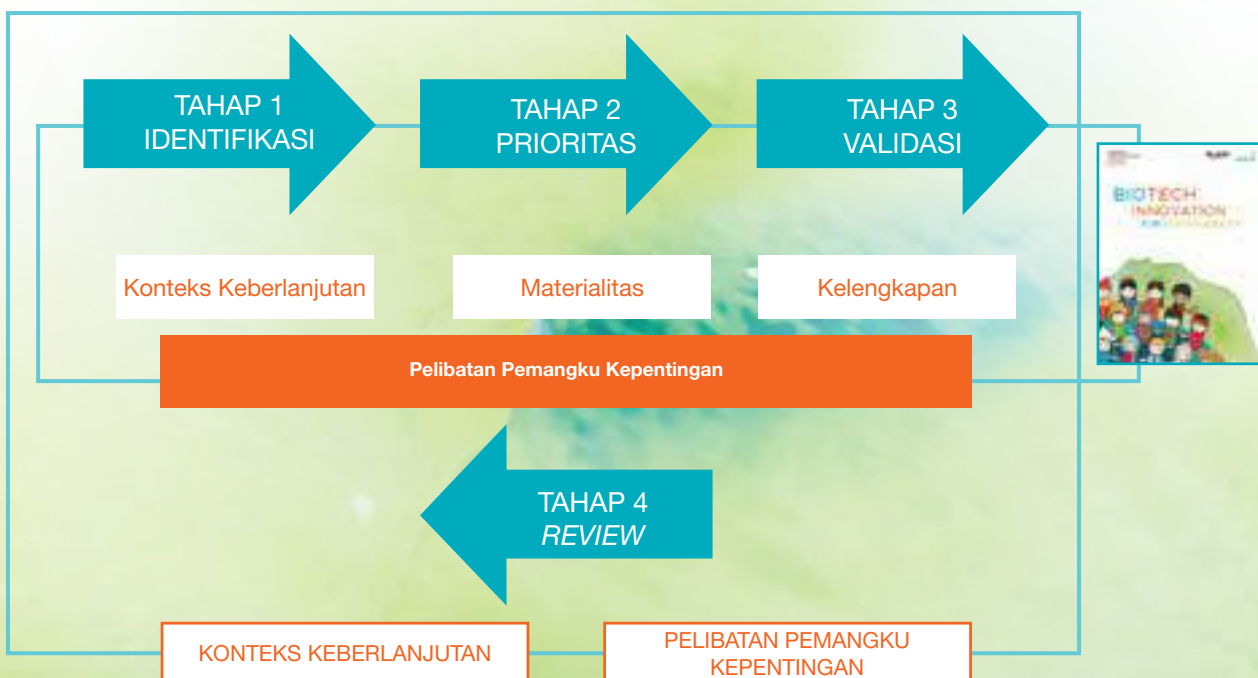 TAHAP 1
IDENTIFIKASI
TAHAP 2
PRIORITAS
TAHAP 3
VALIDASI
BIOTECH
INNOVATION
Konteks Keberlanjutan
Materialitas
Kelengkapan
Pelibatan Pemangku Kepentingan
TAHAP 4
REVIEW
KONTEKS KEBERLANJUTAN
PELIBATAN PEMANGKU
KEPENTINGAN